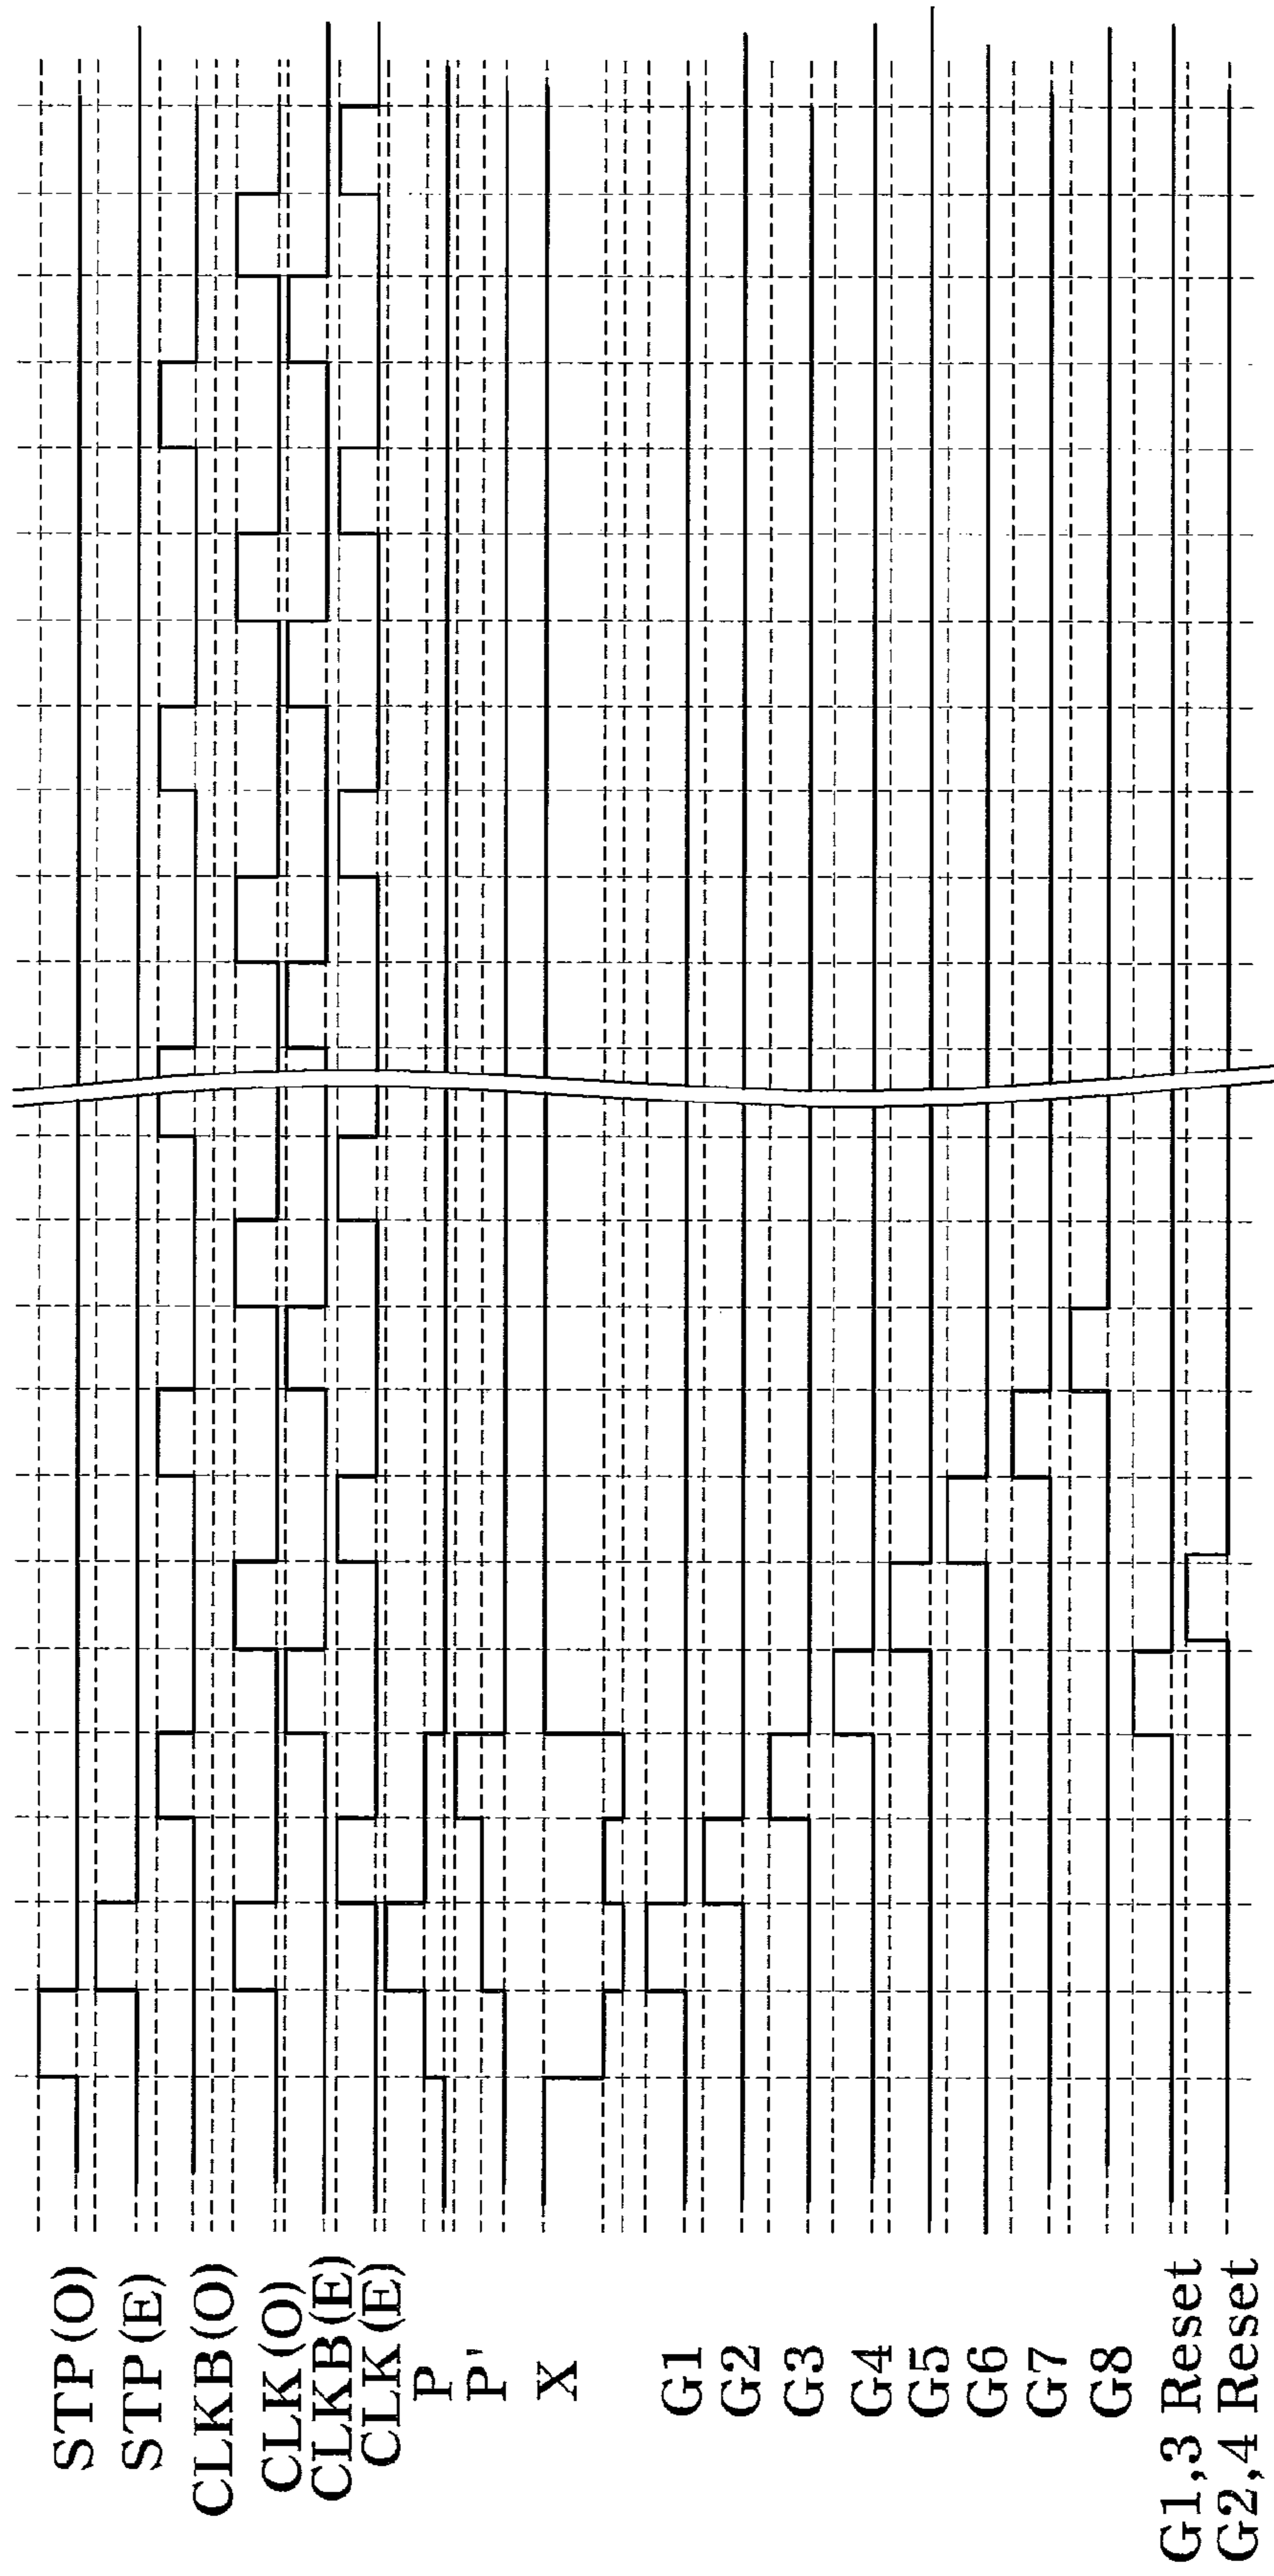 STP(O)
STP(E)
CLKB(O)
CLK(O)
CLKB(E)
CLK(E)
P
P'
X
G1
G2
G3
G4
G5
G6
G7
G8
G1,3 Reset
G2,4 Reset